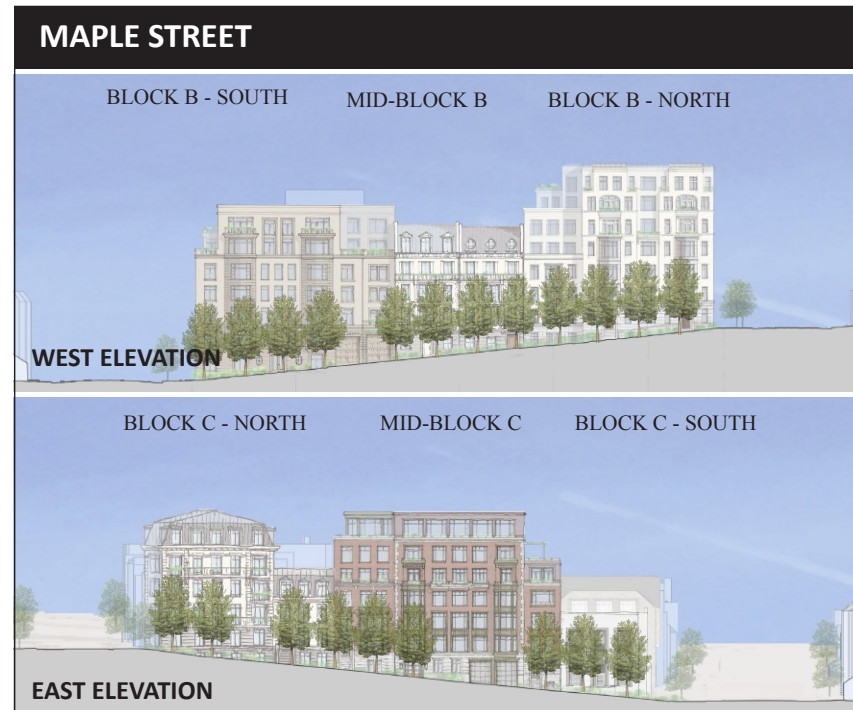 MAPLE STREET
BLOCK B - SOUTH MID-BLOCK B BLOCK B - NORTH
WEST ELEVATION
BLOCK C - NORTH MID-BLOCK C BLOCK C - SOUTH
EAST ELEVATION